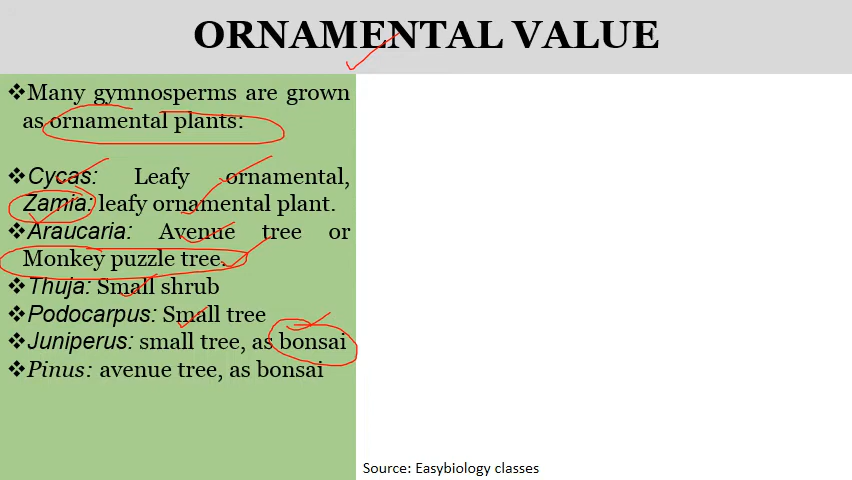 ORNAMENTAL VALUE
❖Many gymnosperms are grown
as ornamental plants:
❖Cycas: Leafy ornamental,
Zamia: leafy ornamental plant.
❖Araucaria: Avenue tree or
Monkey puzzle tree.
❖Thuja: Small shrub
❖Podocarpus: Small tree
❖Juniperus: small tree, as bonsai
❖Pinus: avenue tree, as bonsai
Source: Easybiology classes